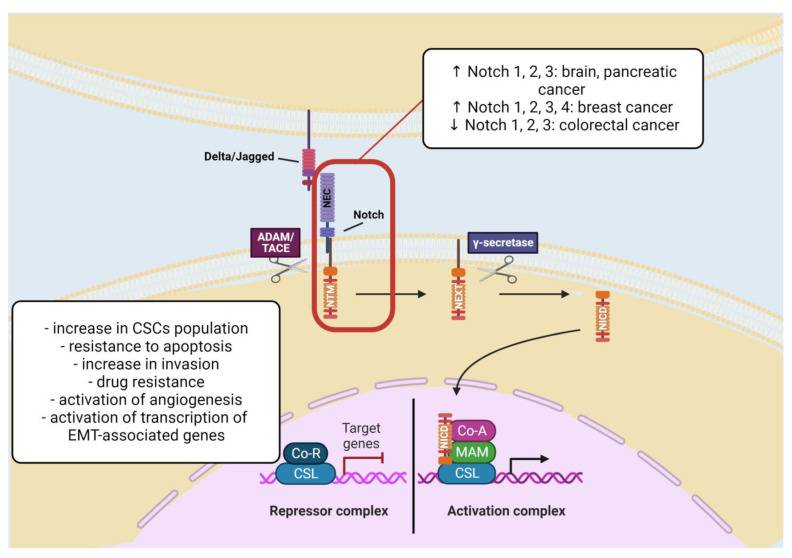 ↑ Notch 1, 2, 3: brain, pancreatic
cancer
↑ Notch 1, 2, 3, 4: breast cancer
↓ Notch 1, 2, 3: colorectal cancer
Delta/Jagged
NEC
Notch
ADAM/
TACE
γ-secretase
NTM
NEXT
NICD
- increase in CSCs population
- resistance to apoptosis
- increase in invasion
- drug resistance
- activation of angiogenesis
- activation of transcription of
EMT-associated genes
Target
genes
Co-R
CSL
NICD
Co-A
MAM
CSL
Repressor complex
Activation complex